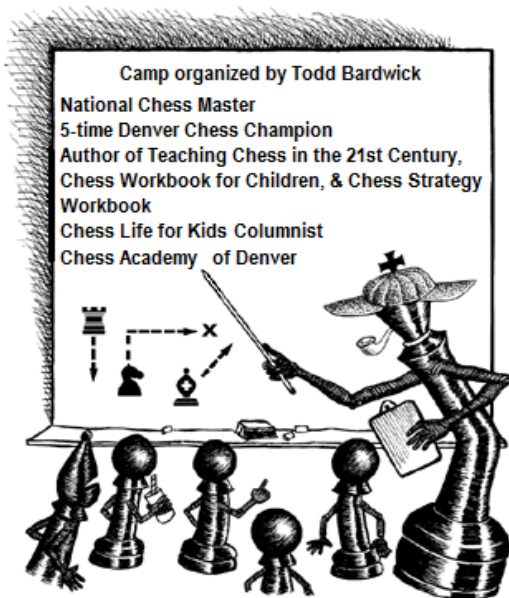 Camp organized by Todd Bardwick
National Chess Master
5-time Denver Chess Champion
Author of Teaching Chess in the 21st Century,
Chess Workbook for Children, & Chess Strategy
Workbook
Chess Life for Kids Columnist
Chess Academy of Denver
X